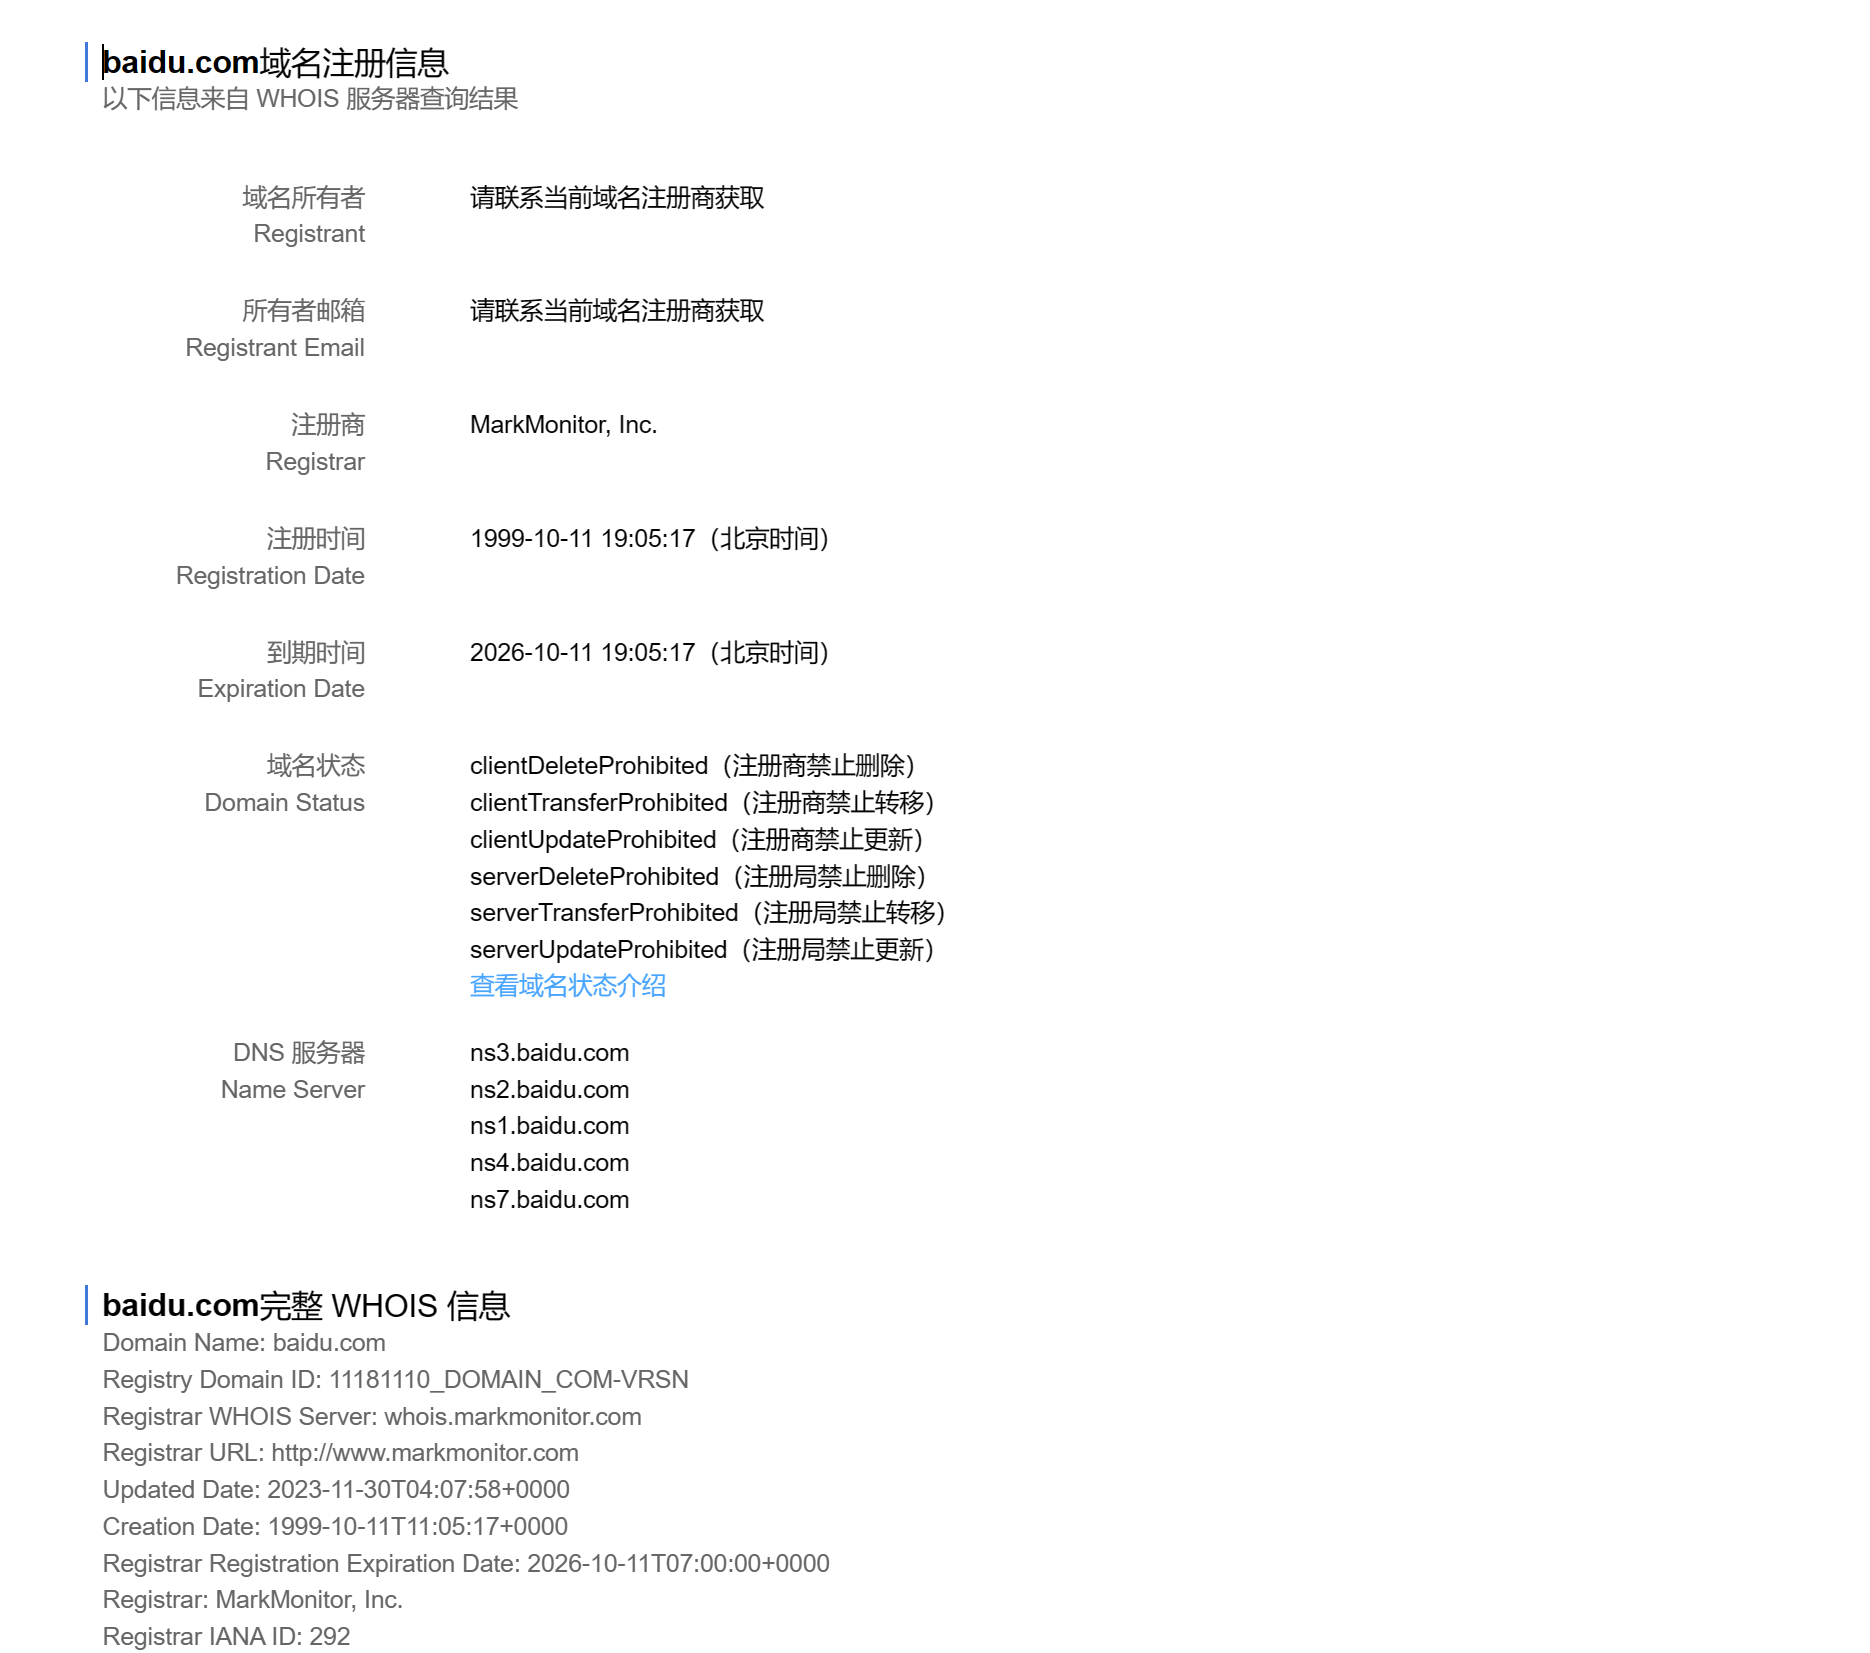 baidu.com域名注册信息
以下信息来自 WHOIS 服务器查询结果
域名所有者
Registrant
请联系当前域名注册商获取
所有者邮箱
Registrant Email
请联系当前域名注册商获取
注册商
Registrar
MarkMonitor, Inc.
注册时间
Registration Date
1999-10-11 19:05:17（北京时间）
到期时间
Expiration Date
2026-10-11 19:05:17（北京时间）
域名状态
Domain Status
clientDeleteProhibited（注册商禁止删除）
clientTransferProhibited（注册商禁止转移）
clientUpdateProhibited（注册商禁止更新）
serverDeleteProhibited（注册局禁止删除）
serverTransferProhibited（注册局禁止转移）
serverUpdateProhibited（注册局禁止更新）
查看域名状态介绍
DNS 服务器
Name Server
ns3.baidu.com
ns2.baidu.com
ns1.baidu.com
ns4.baidu.com
ns7.baidu.com
baidu.com完整 WHOIS 信息
Domain Name: baidu.com
Registry Domain ID: 11181110_DOMAIN_COM-VRSN
Registrar WHOIS Server: whois.markmonitor.com
Registrar URL: http://www.markmonitor.com
Updated Date: 2023-11-30T04:07:58+0000
Creation Date: 1999-10-11T11:05:17+0000
Registrar Registration Expiration Date: 2026-10-11T07:00:00+0000
Registrar: MarkMonitor, Inc.
Registrar IANA ID: 292